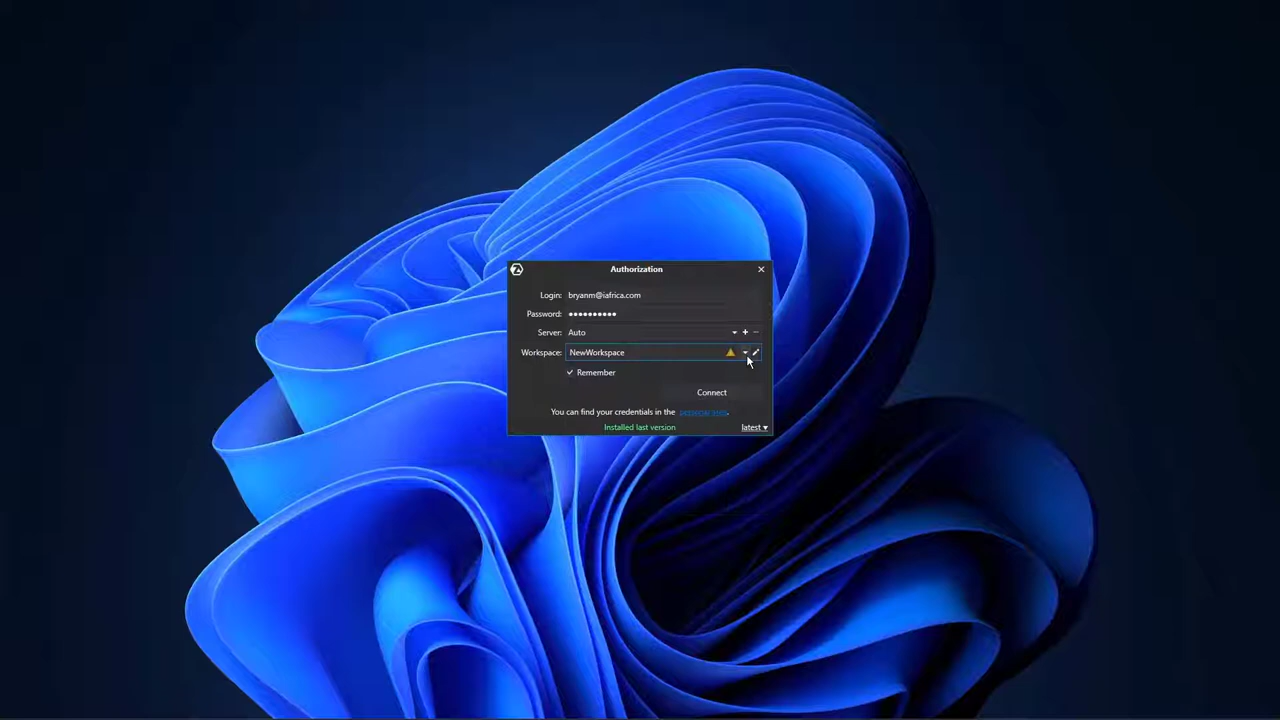 Authorization
Login: bryanm@iafrica.com
Password: ●●●●●●●●●●
Server: Auto
Workspace: NewWorkspace
Remember
Connect
You can find your credentials in the
Installed last version
latest